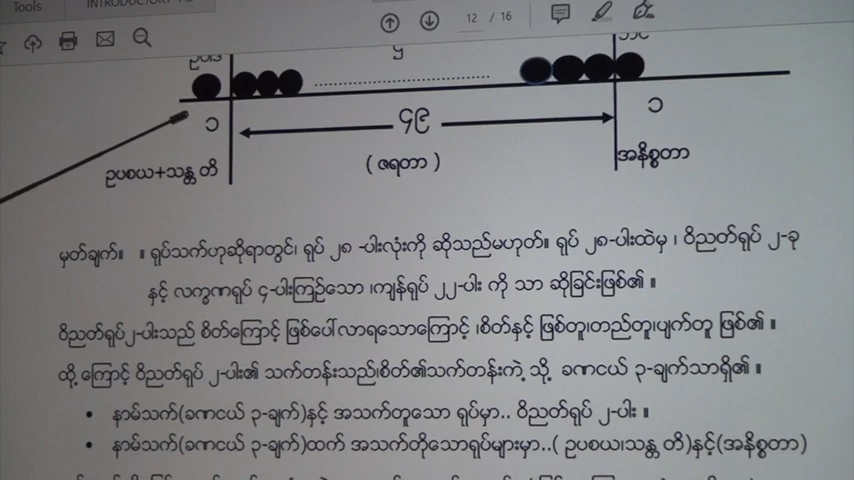 Tools
INTRODUCTORY
12 / 16
၅
၁
၄၉
၁
ဥပစယ+သန္တတိ
( ဇရတာ )
အနိစ္စတာ
မှတ်ချက်။ ။ ရုပ်သက်ဟုဆိုရာတွင်၊ ရုပ် ၂၈ -ပါးလုံးကို ဆိုသည်မဟုတ်။ ရုပ် ၂၈-ပါးထဲမှ ၊ ဝိညတ်ရုပ် ၂-ခု
နှင့် လက္ခဏရုပ် ၄-ပါးကြဉ်သော ၊ကျန်ရုပ် ၂၂-ပါး ကို သာ ဆိုခြင်းဖြစ်၏ ။
ဝိညတ်ရုပ်၂-ပါးသည် စိတ်ကြောင့် ဖြစ်ပေါ်လာရသောကြောင့် ၊စိတ်နှင့် ဖြစ်တူ၊တည်တူ၊ပျက်တူ ဖြစ်၏ ။
ထို့ ကြောင့် ဝိညတ်ရုပ် ၂-ပါး၏ သက်တန်းသည်၊စိတ်၏သက်တန်းကဲ့ သို့ ခဏငယ် ၃-ချက်သာရှိ၏ ။
• နာမ်သက်(ခဏငယ် ၃-ချက်)နှင့် အသက်တူသော ရုပ်မှာ.. ဝိညတ်ရုပ် ၂-ပါး ။
• နာမ်သက်(ခဏငယ် ၃-ချက်)ထက် အသက်တိုသောရုပ်များမှာ..( ဥပစယ၊သန္တတိ)နှင့်(အနိစ္စတာ)